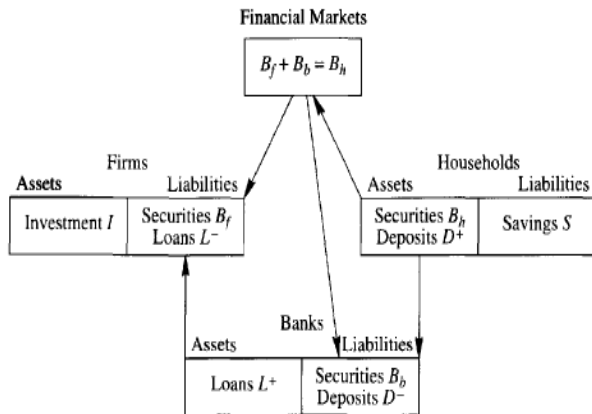 Financial Markets
B_f + B_b = B_h
Firms
Households
Assets Liabilities
Assets Liabilities
Investment I
Securities B_f
Loans L⁻
Securities B_h
Deposits D⁺
Savings S
Banks
Assets Liabilities
Loans L⁺
Securities B_b
Deposits D⁻